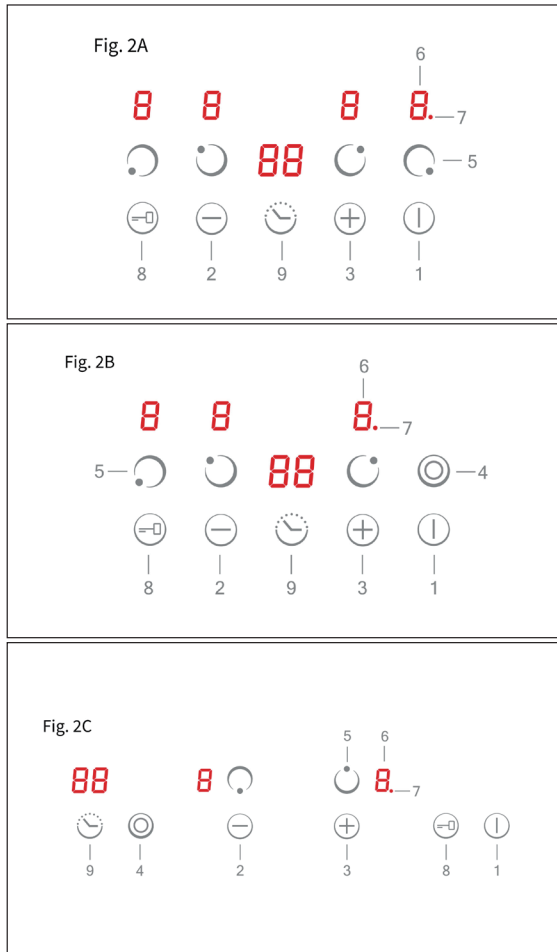 Fig. 2A
6
8 8 8 8.
7
88
5
8 2 9 3 1
Fig. 2B
6
8 8 8.
7
5 88 4
8 2 9 3 1
Fig. 2C
5 6
88 8 8.
7
9 4 2 3 8 1